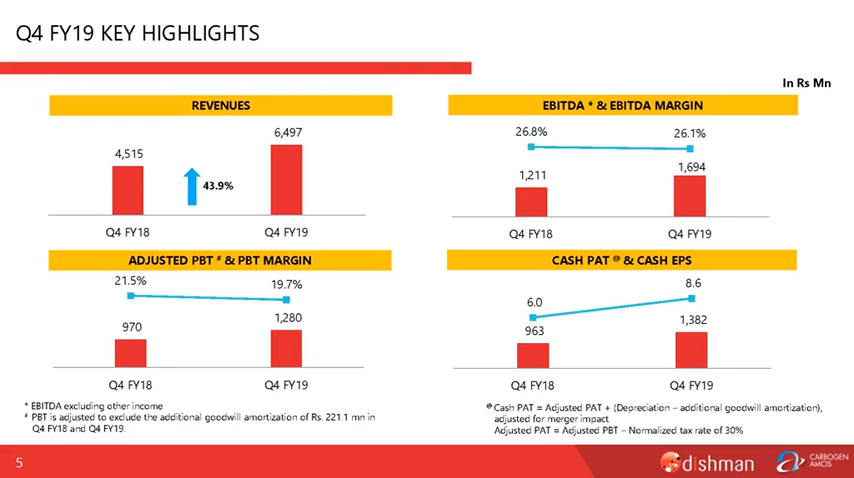 Q4 FY19 KEY HIGHLIGHTS
In Rs Mn
REVENUES
4,515
6,497
43.9%
Q4 FY18
Q4 FY19
EBITDA * & EBITDA MARGIN
26.8%
26.1%
1,211
1,694
Q4 FY18
Q4 FY19
ADJUSTED PBT # & PBT MARGIN
21.5%
19.7%
970
1,280
Q4 FY18
Q4 FY19
CASH PAT @ & CASH EPS
6.0
8.6
963
1,382
Q4 FY18
Q4 FY19
* EBITDA excluding other income
# PBT is adjusted to exclude the additional goodwill amortization of Rs. 221.1 mn in
Q4 FY18 and Q4 FY19.
@ Cash PAT = Adjusted PAT + (Depreciation – additional goodwill amortization),
adjusted for merger impact
Adjusted PAT = Adjusted PBT – Normalized tax rate of 30%
5
dishman
CARBOGEN
AMCIS